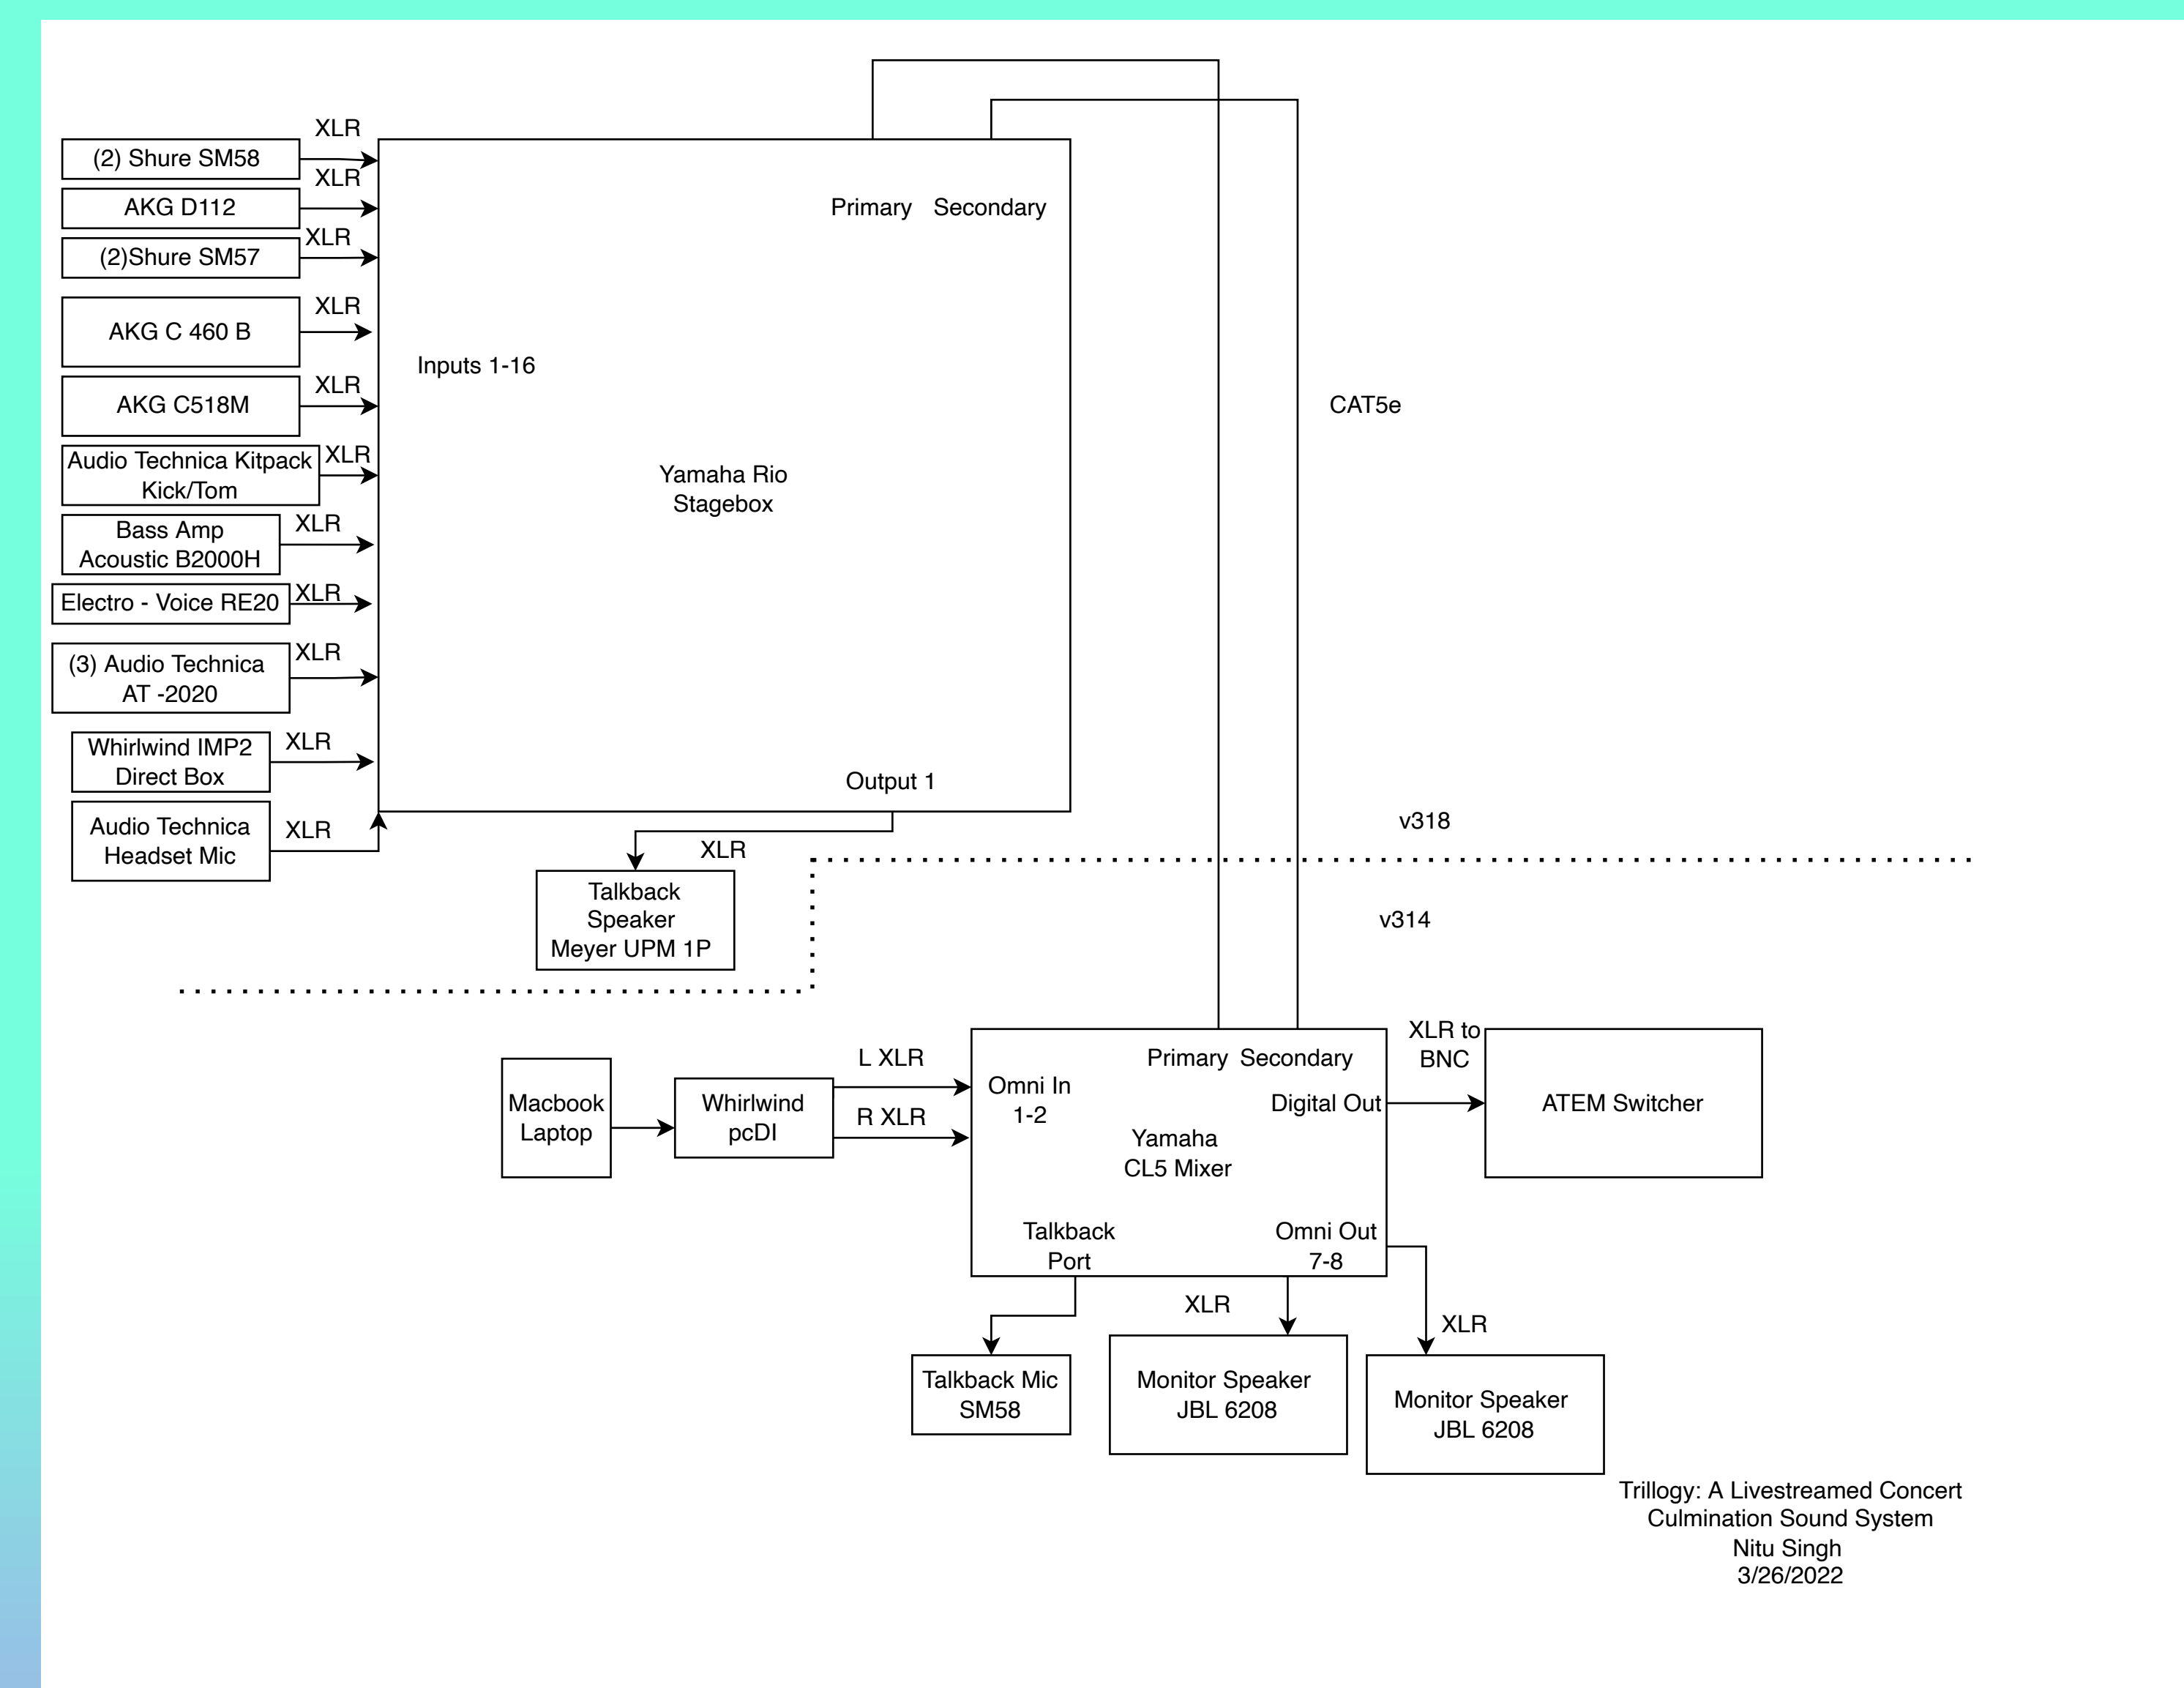 XLR
(2) Shure SM58
XLR
AKG D112
XLR
(2)Shure SM57
XLR
AKG C 460 B
XLR
AKG C518M
XLR
Audio Technica Kitpack
Kick/Tom
XLR
Bass Amp
Acoustic B2000H
XLR
Electro - Voice RE20
XLR
(3) Audio Technica
AT -2020
XLR
Whirlwind IMP2
Direct Box
XLR
Audio Technica
Headset Mic
Primary Secondary
Inputs 1-16
Yamaha Rio
Stagebox
Output 1
CAT5e
XLR
Talkback
Speaker
Meyer UPM 1P
v318
v314
Macbook
Laptop
Whirlwind
pcDI
L XLR
R XLR
Primary Secondary
Omni In
1-2
Digital Out
Yamaha
CL5 Mixer
Talkback
Port
Omni Out
7-8
XLR to
BNC
ATEM Switcher
XLR
XLR
Talkback Mic
SM58
Monitor Speaker
JBL 6208
Monitor Speaker
JBL 6208
Trillogy: A Livestreamed Concert
Culmination Sound System
Nitu Singh
3/26/2022